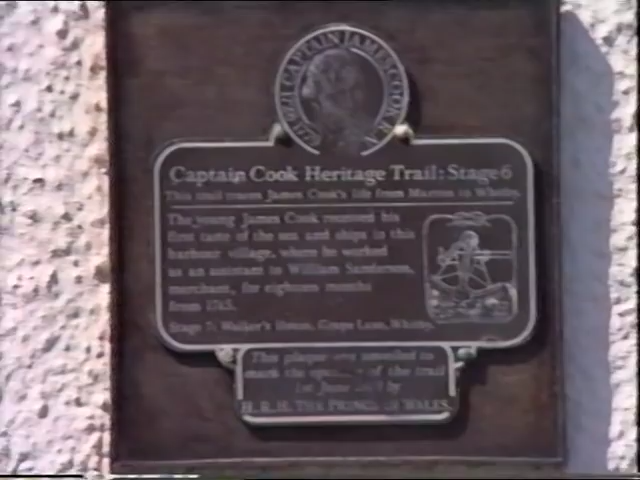 CAPTAIN JAMES COOK R.N.
Captain Cook Heritage Trail: Stage 6
This trail traces James Cook's life from Marton to Whitby.
The young James Cook received his
first taste of the sea and ships in this
harbour village, where he worked
as an assistant to William Sanderson,
merchant, for eighteen months
from 1745.
Stage 7: Walker's House, Grape Lane, Whitby.
This plaque was unveiled to
mark the opening of the trail
1st June by
H.R.H. THE PRINCE OF WALES.